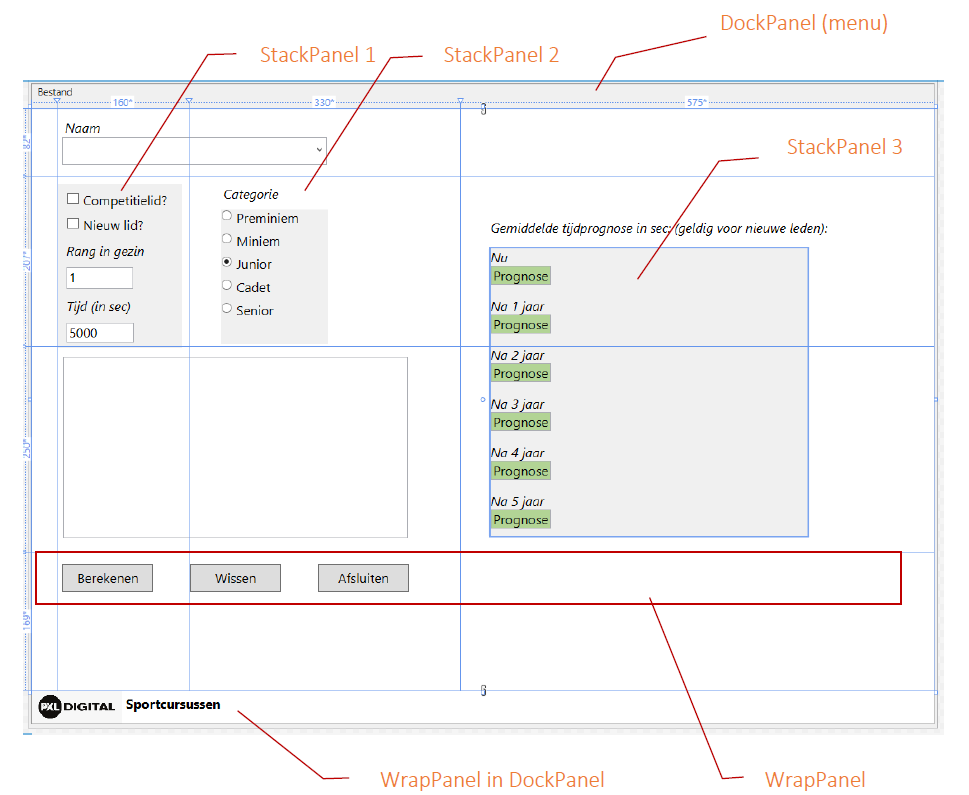 DockPanel (menu)
StackPanel 1
StackPanel 2
Bestand
160*
330*
575*
82*
Naam
StackPanel 3
Competitielid?
Nieuw lid?
Rang in gezin
1
Tijd (in sec)
5000
Categorie
Preminiem
Miniem
Junior
Cadet
Senior
207*
Gemiddelde tijdprognose in sec: (geldig voor nieuwe leden):
Nu
Prognose
Na 1 jaar
Prognose
Na 2 jaar
Prognose
Na 3 jaar
Prognose
Na 4 jaar
Prognose
Na 5 jaar
Prognose
250*
Berekenen
Wissen
Afsluiten
169*
PXL DIGITAL
Sportcursussen
WrapPanel in DockPanel
WrapPanel